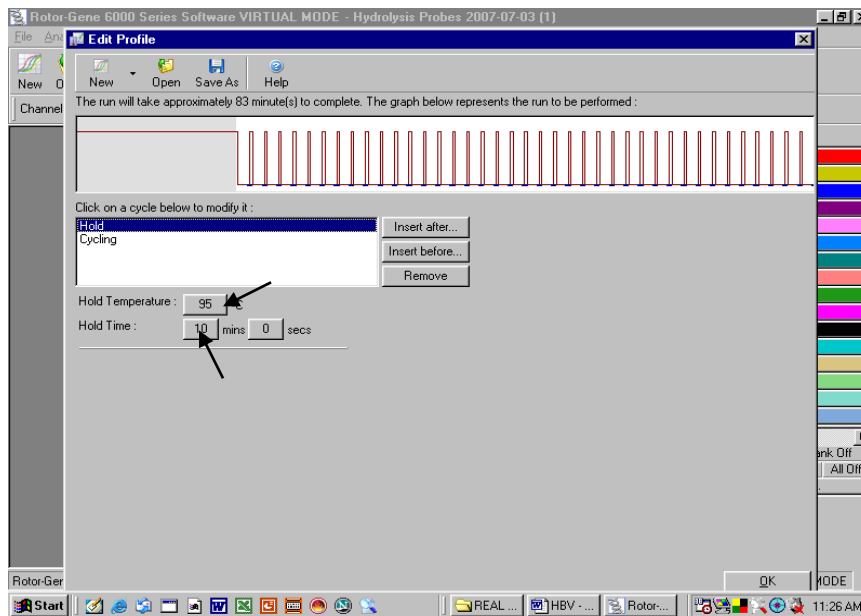 Rotor-Gene 6000 Series Software VIRTUAL MODE - Hydrolysis Probes 2007-07-03 (1)
File Ana
Edit Profile
New
New Open Save As Help
Channel
The run will take approximately 83 minute(s) to complete. The graph below represents the run to be performed :
Click on a cycle below to modify it :
Hold
Cycling
Insert after...
Insert before...
Remove
Hold Temperature : 95
Hold Time : 10 mins 0 secs
ank Off
All Off
OK
Rotor-Gen
MODE
Start
REAL ... HBV - ... Rotor-...
11:26 AM